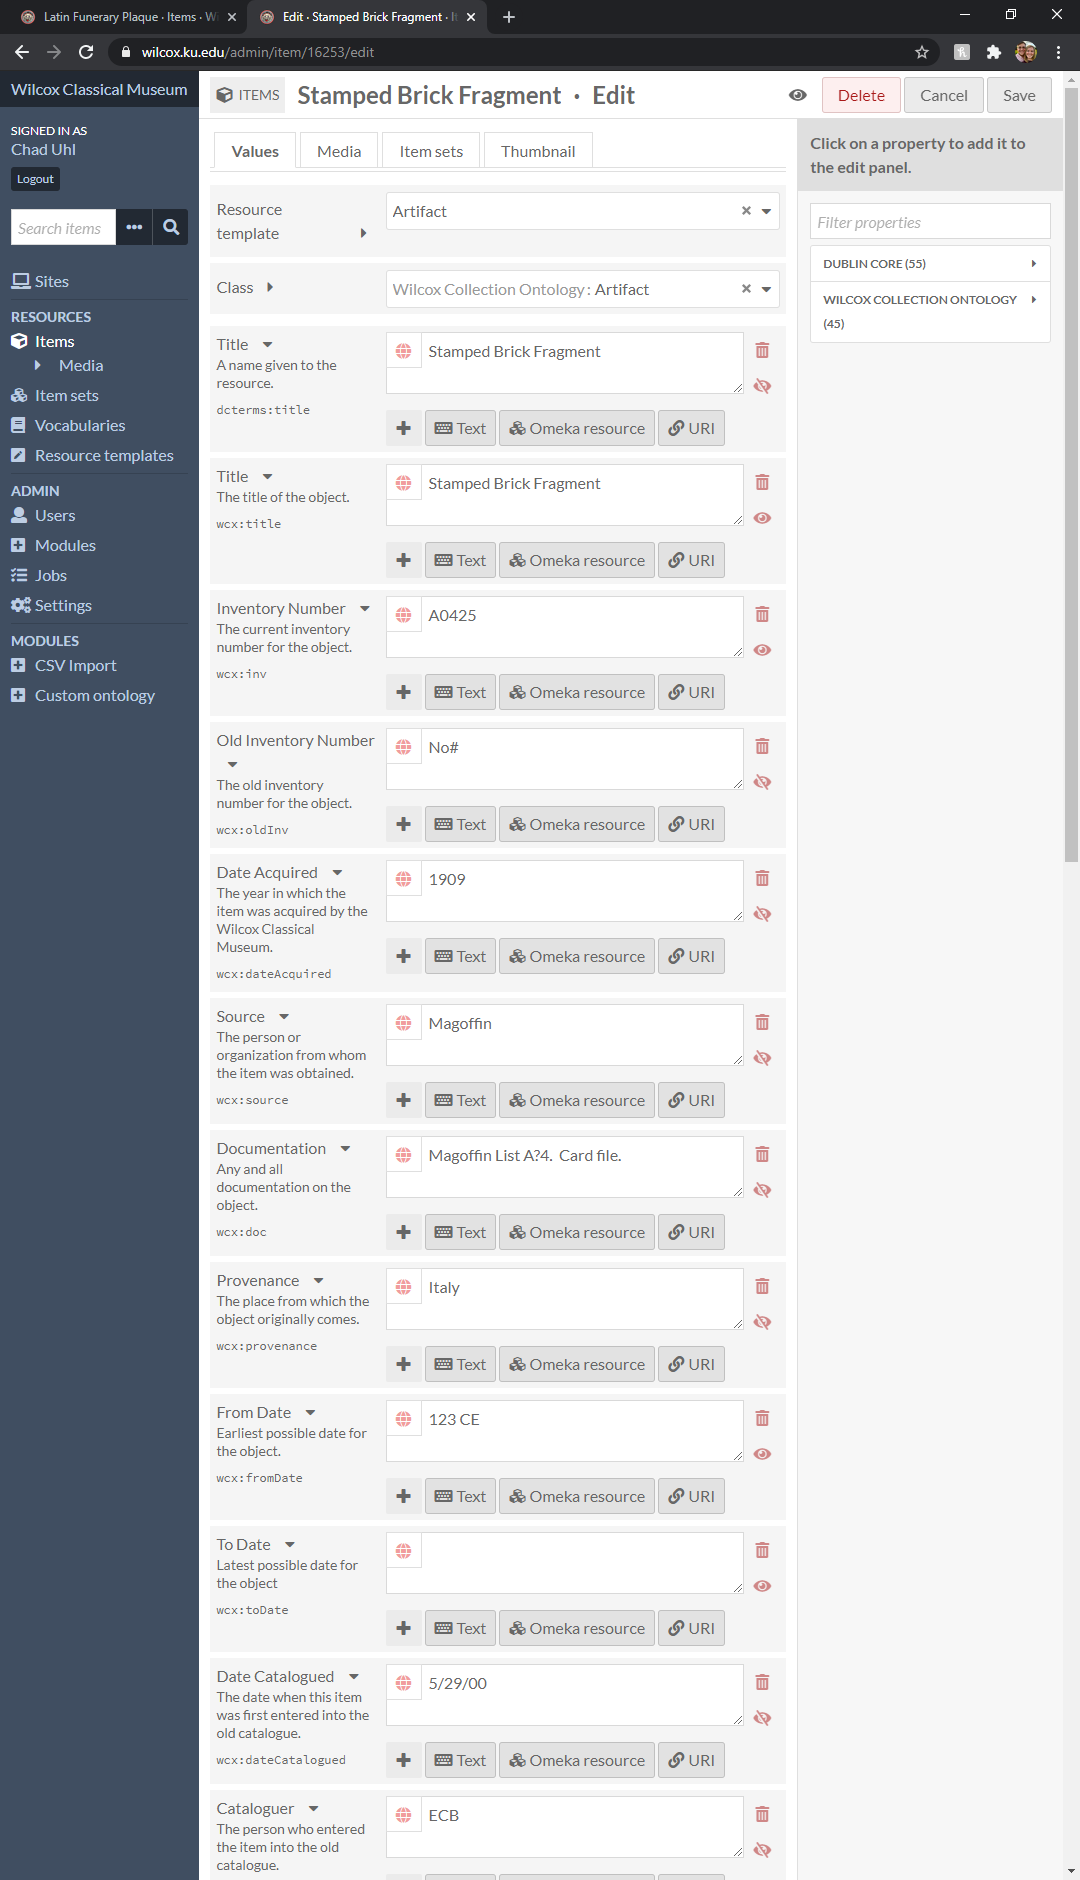 Latin Funerary Plaque · Items · W
Edit · Stamped Brick Fragment · It
wilcox.ku.edu/admin/item/16253/edit
Wilcox Classical Museum
SIGNED IN AS
Chad Uhl
Logout
Search items
Sites
RESOURCES
Items
Media
Item sets
Vocabularies
Resource templates
ADMIN
Users
Modules
Jobs
Settings
MODULES
CSV Import
Custom ontology
ITEMS
Stamped Brick Fragment · Edit
Delete
Cancel
Save
Values
Media
Item sets
Thumbnail
Resource
template
Artifact
Class
Wilcox Collection Ontology : Artifact
Title
A name given to the
resource.
dcterms:title
Stamped Brick Fragment
Text
Omeka resource
URI
Title
The title of the object.
wcx:title
Stamped Brick Fragment
Text
Omeka resource
URI
Inventory Number
The current inventory
number for the object.
wcx:inv
A0425
Text
Omeka resource
URI
Old Inventory Number
The old inventory
number for the object.
wcx:oldInv
No#
Text
Omeka resource
URI
Date Acquired
The year in which the
item was acquired by the
Wilcox Classical
Museum.
wcx:dateAcquired
1909
Text
Omeka resource
URI
Source
The person or
organization from whom
the item was obtained.
wcx:source
Magoffin
Text
Omeka resource
URI
Documentation
Any and all
documentation on the
object.
wcx:doc
Magoffin List A?4.  Card file.
Text
Omeka resource
URI
Provenance
The place from which the
object originally comes.
wcx:provenance
Italy
Text
Omeka resource
URI
From Date
Earliest possible date for
the object.
wcx:fromDate
123 CE
Text
Omeka resource
URI
To Date
Latest possible date for
the object
wcx:toDate
Text
Omeka resource
URI
Date Catalogued
The date when this item
was first entered into the
old catalogue.
wcx:dateCatalogued
5/29/00
Text
Omeka resource
URI
Cataloguer
The person who entered
the item into the old
catalogue.
ECB
Click on a property to add it to
the edit panel.
Filter properties
DUBLIN CORE (55)
WILCOX COLLECTION ONTOLOGY
(45)